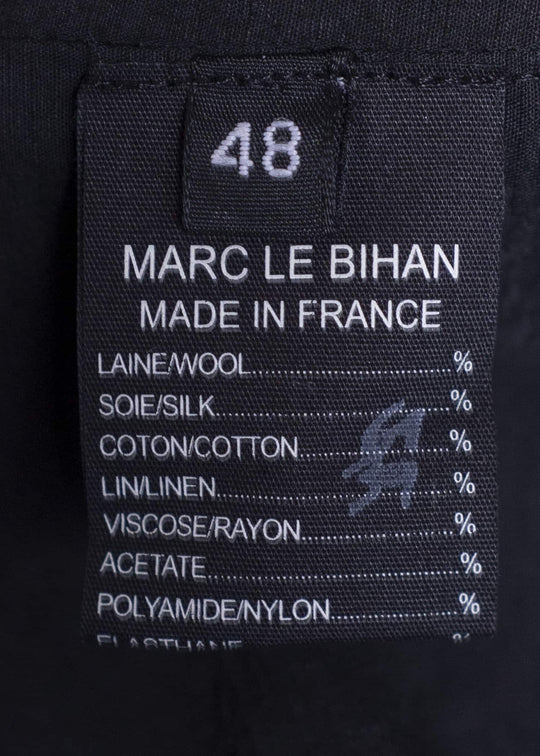 48
MARC LE BIHAN
MADE IN FRANCE
LAINE/WOOL..............................%
SOIE/SILK...................................%
COTON/COTTON.....................%
LIN/LINEN...................................%
VISCOSE/RAYON.......................%
ACETATE.....................................%
POLYAMIDE/NYLON...................%
ELASTHANE %